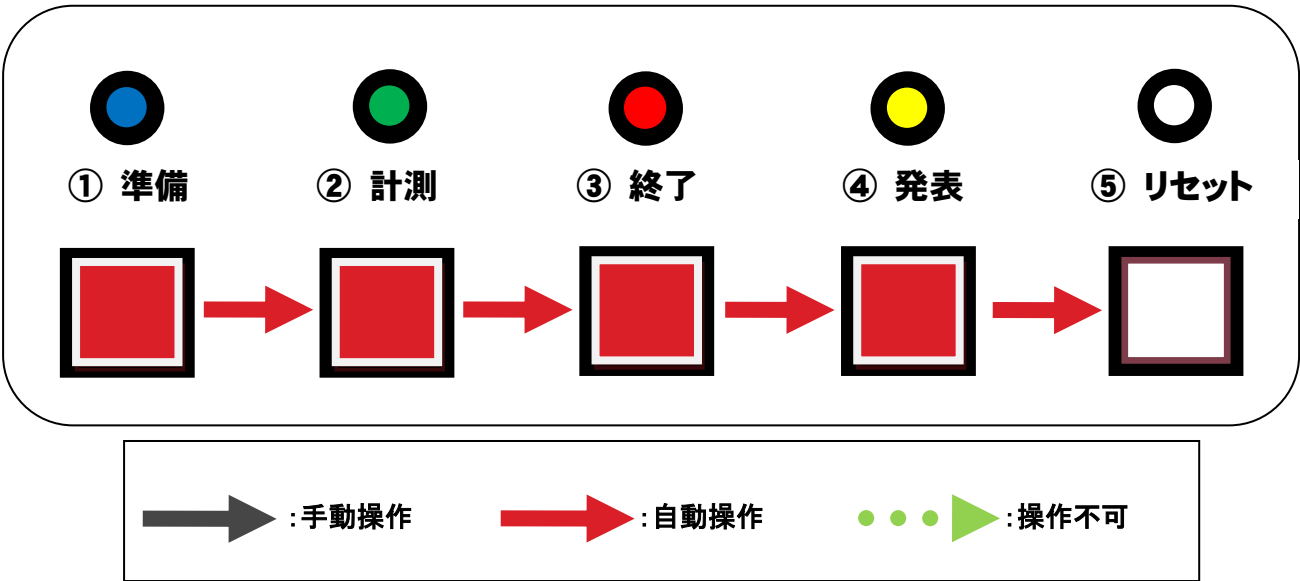 ① 準備 ② 計測 ③ 終了 ④ 発表 ⑤ リセット
:手動操作 :自動操作 :操作不可